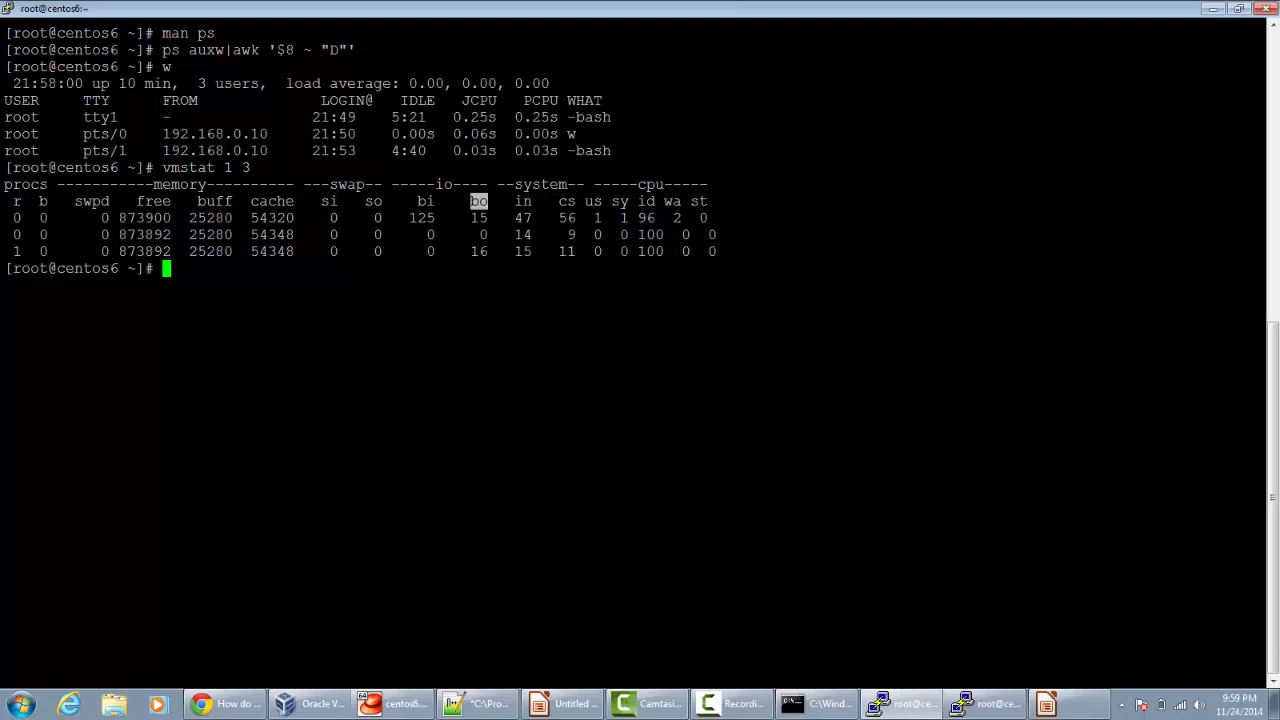 root@centos6:~
[root@centos6 ~]# man ps
[root@centos6 ~]# ps auxw|awk '$8 ~ "D"'
[root@centos6 ~]# w
21:58:00 up 10 min,  3 users,  load average: 0.00, 0.00, 0.00
USER     TTY      FROM              LOGIN@   IDLE   JCPU   PCPU WHAT
root     tty1     -                21:49    5:21   0.25s  0.25s -bash
root     pts/0    192.168.0.10     21:50    0.00s  0.06s  0.00s w
root     pts/1    192.168.0.10     21:53    4:40   0.03s  0.03s -bash
[root@centos6 ~]# vmstat 1 3
procs -----------memory---------- ---swap-- -----io---- --system-- -----cpu-----
r  b   swpd   free   buff  cache   si   so    bi    bo   in   cs us sy id wa st
0  0      0 873900  25280  54320    0    0   125    15   47   56  1  1 96  2  0
0  0      0 873892  25280  54348    0    0     0     0   14    9  0  0 100  0  0
1  0      0 873892  25280  54348    0    0     0    16   15   11  0  0 100  0  0
[root@centos6 ~]#
How do ...
Oracle V...
64
centos6...
*C:\Pro...
Untitled ...
Camtasi...
Recordi...
C:\Wind...
root@ce...
root@ce...
9:59 PM
11/24/2014